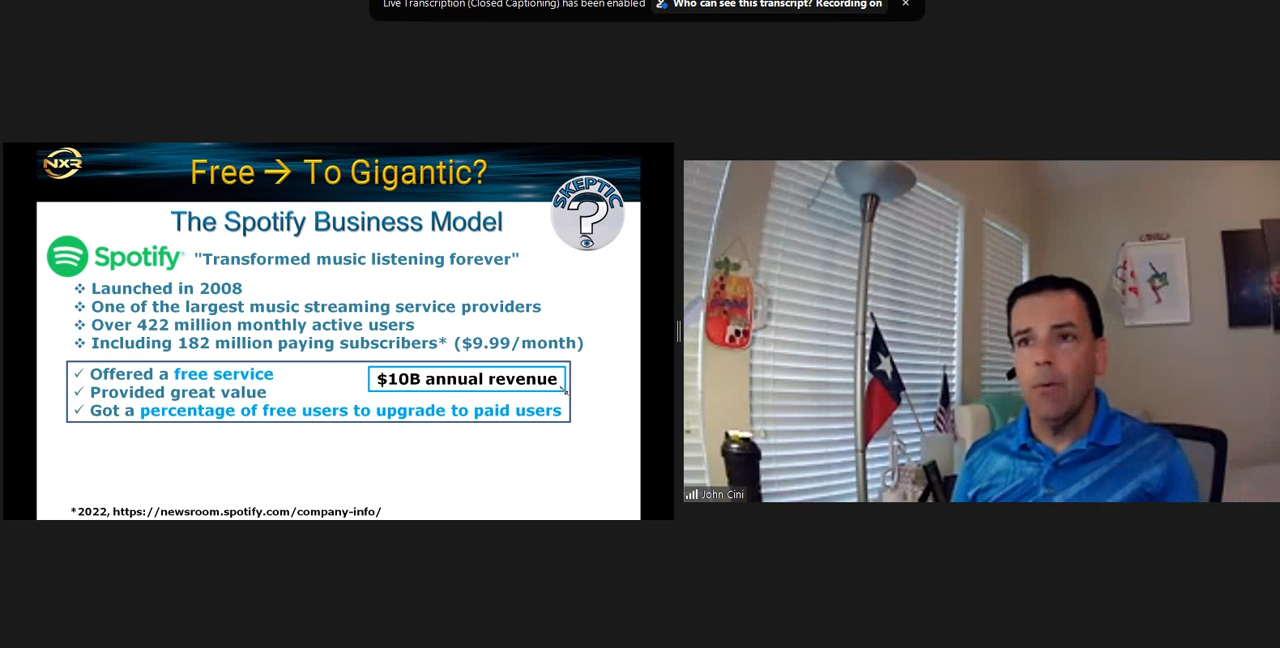 Live Transcription (Closed Captioning) has been enabled
Who can see this transcript? Recording on
NXR
Free → To Gigantic?
SKEPTIC
?
The Spotify Business Model
Spotify "Transformed music listening forever"
❖ Launched in 2008
❖ One of the largest music streaming service providers
❖ Over 422 million monthly active users
❖ Including 182 million paying subscribers* ($9.99/month)
✓ Offered a free service
$10B annual revenue
✓ Provided great value
✓ Got a percentage of free users to upgrade to paid users
*2022, https://newsroom.spotify.com/company-info/
John Cini